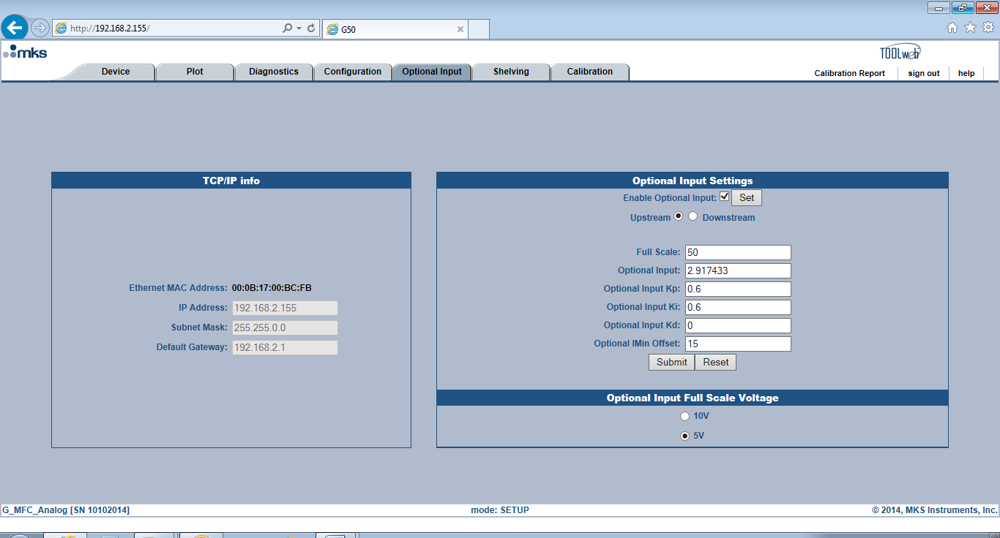 http://192.168.2.155/
G50
mks
TOOLweb
Device Plot Diagnostics Configuration Optional Input Shelving Calibration
Calibration Report sign out help
TCP/IP info
Ethernet MAC Address: 00:0B:17:00:BC:FB
IP Address: 192.168.2.155
Subnet Mask: 255.255.0.0
Default Gateway: 192.168.2.1
Optional Input Settings
Enable Optional Input: Set
Upstream Downstream
Full Scale: 50
Optional Input: 2.917433
Optional Input Kp: 0.6
Optional Input Ki: 0.6
Optional Input Kd: 0
Optional IMin Offset: 15
Submit Reset
Optional Input Full Scale Voltage
10V
5V
G_MFC_Analog [SN 10102014] mode: SETUP © 2014, MKS Instruments, Inc.